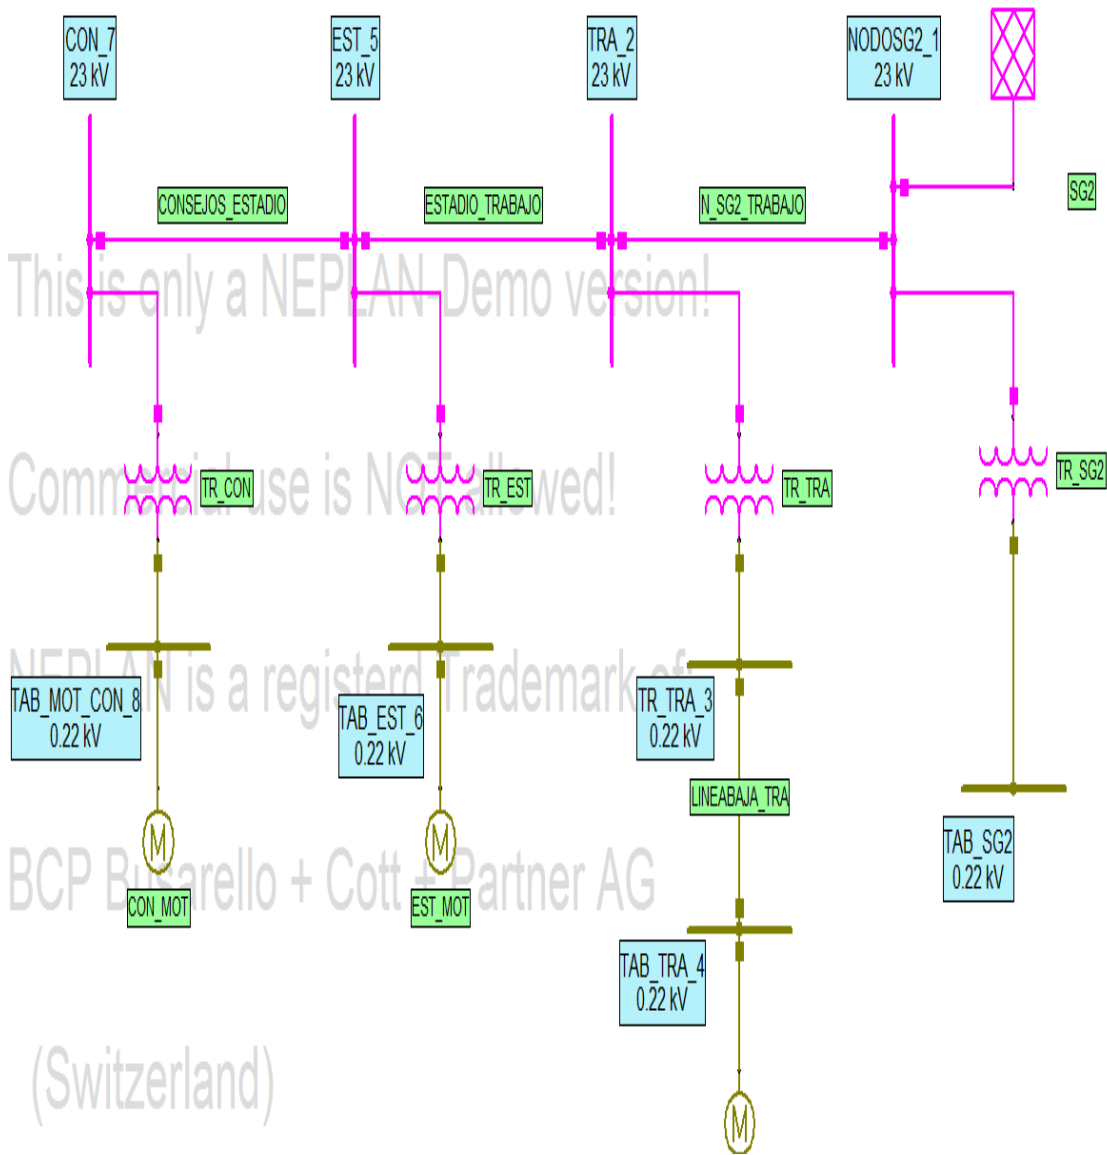 CON_7
23 kV
EST_5
23 kV
TRA_2
23 kV
NODOSG2_1
23 kV
CONSEJOS_ESTADIO
ESTADIO_TRABAJO
N_SG2_TRABAJO
SG2
This is only a NEPLAN-Demo version!
TR_CON
TR_EST
TR_TRA
TR_SG2
Commercial use is NOT allowed!
NEPLAN is a registerd Trademark of:
TAB_MOT_CON_8
0.22 kV
TAB_EST_6
0.22 kV
TR_TRA_3
0.22 kV
LINEABAJA_TRA
M
M
TAB_SG2
0.22 kV
BCP Busarello + Cott + Partner AG
CON_MOT
EST_MOT
TAB_TRA_4
0.22 kV
(Switzerland)
M